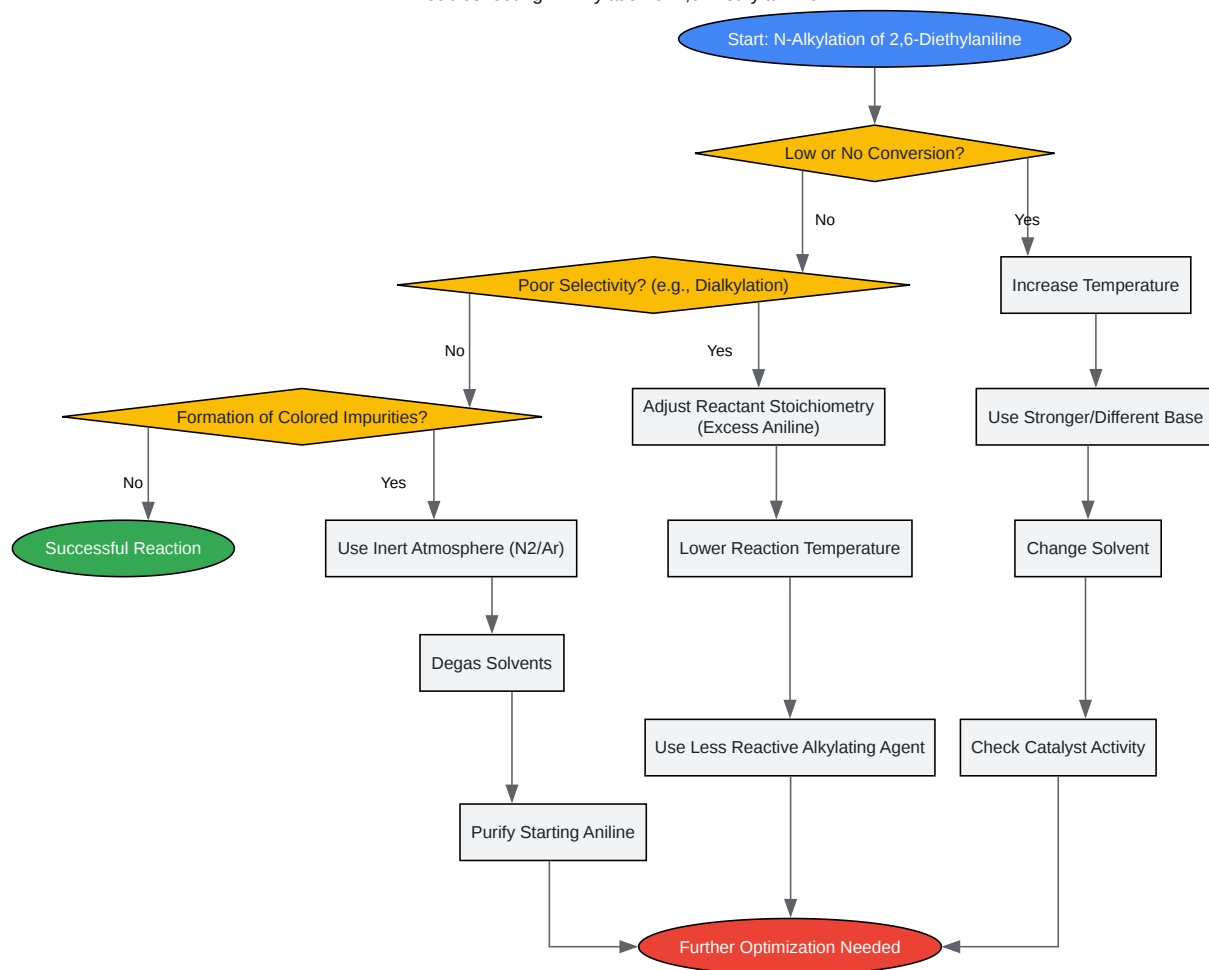 Start: N-Alkylation of 2,6-Diethylaniline
Low or No Conversion?
No
Yes
Poor Selectivity? (e.g., Dialkylation)
Increase Temperature
No
Yes
Formation of Colored Impurities?
Adjust Reactant Stoichiometry
(Excess Aniline)
Use Stronger/Different Base
No
Yes
Successful Reaction
Use Inert Atmosphere (N2/Ar)
Lower Reaction Temperature
Change Solvent
Degas Solvents
Use Less Reactive Alkylating Agent
Check Catalyst Activity
Purify Starting Aniline
Further Optimization Needed